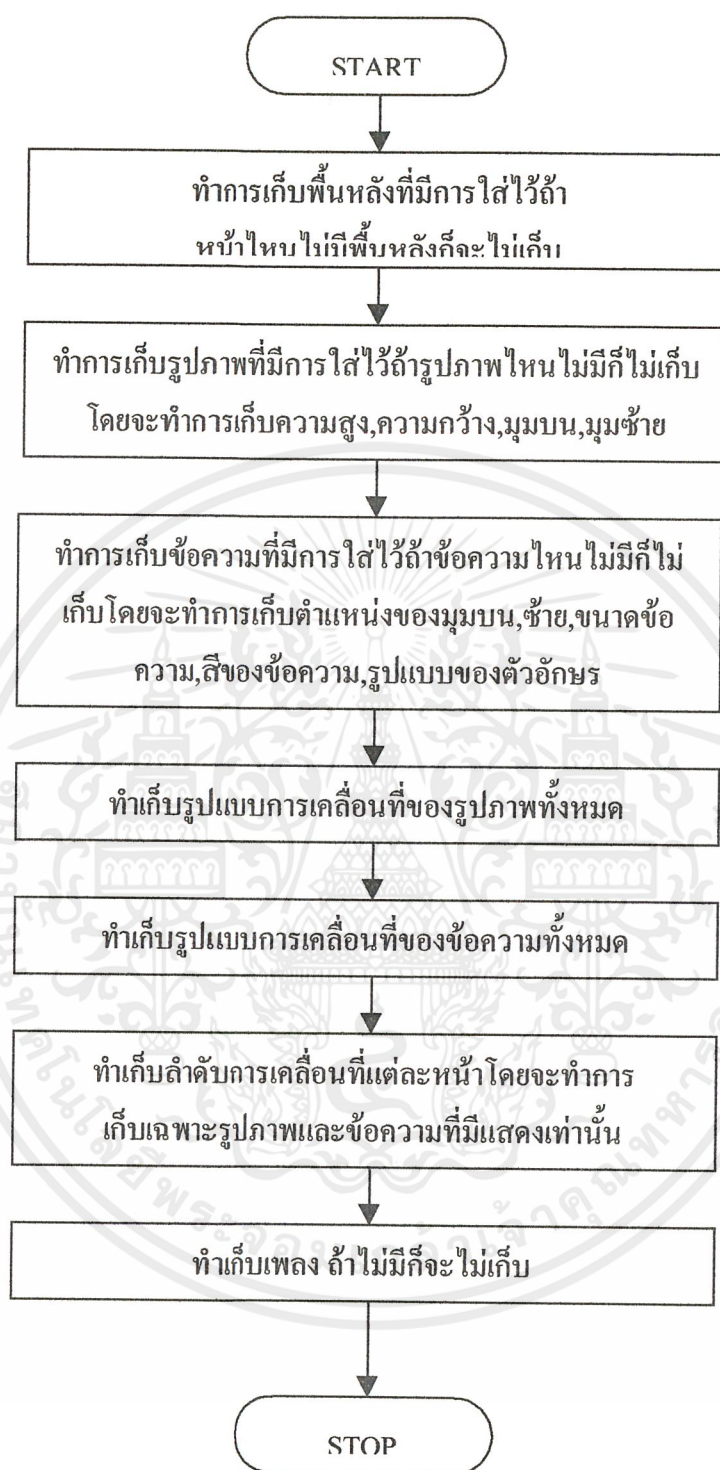 START
ทำการเก็บพื้นหลังที่มีการใส่ไว้ถ้า
หน้าไหนไม่มีพื้นหลังก็จะไม่เก็บ
ทำการเก็บรูปภาพที่มีการใส่ไว้ถ้ารูปภาพไหนไม่มีก็ไม่เก็บ
โดยจะทำการเก็บความสูง,ความกว้าง,มุมบน,มุมซ้าย
ทำการเก็บข้อความที่มีการใส่ไว้ถ้าข้อความไหนไม่มีก็ไม่
เก็บโดยจะทำการเก็บตำแหน่งของมุมบน,ซ้าย,ขนาดข้อ
ความ,สีของข้อความ,รูปแบบของตัวอักษร
ทำเก็บรูปแบบการเคลื่อนที่ของรูปภาพทั้งหมด
ทำเก็บรูปแบบการเคลื่อนที่ของข้อความทั้งหมด
ทำเก็บลำดับการเคลื่อนที่แต่ละหน้าโดยจะทำการ
เก็บเฉพาะรูปภาพและข้อความที่มีแสดงเท่านั้น
ทำเก็บเพลง ถ้าไม่มีก็จะไม่เก็บ
STOP